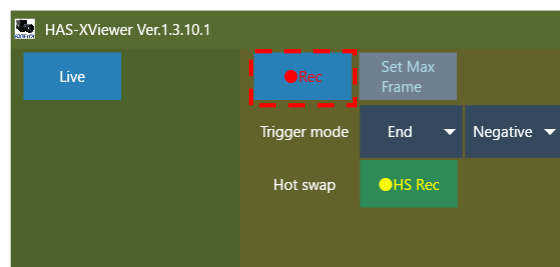 HAS-XViewer Ver.1.3.10.1
Live
●Rec
Set Max
Frame
Trigger mode
End
Negative
Hot swap
●HS Rec